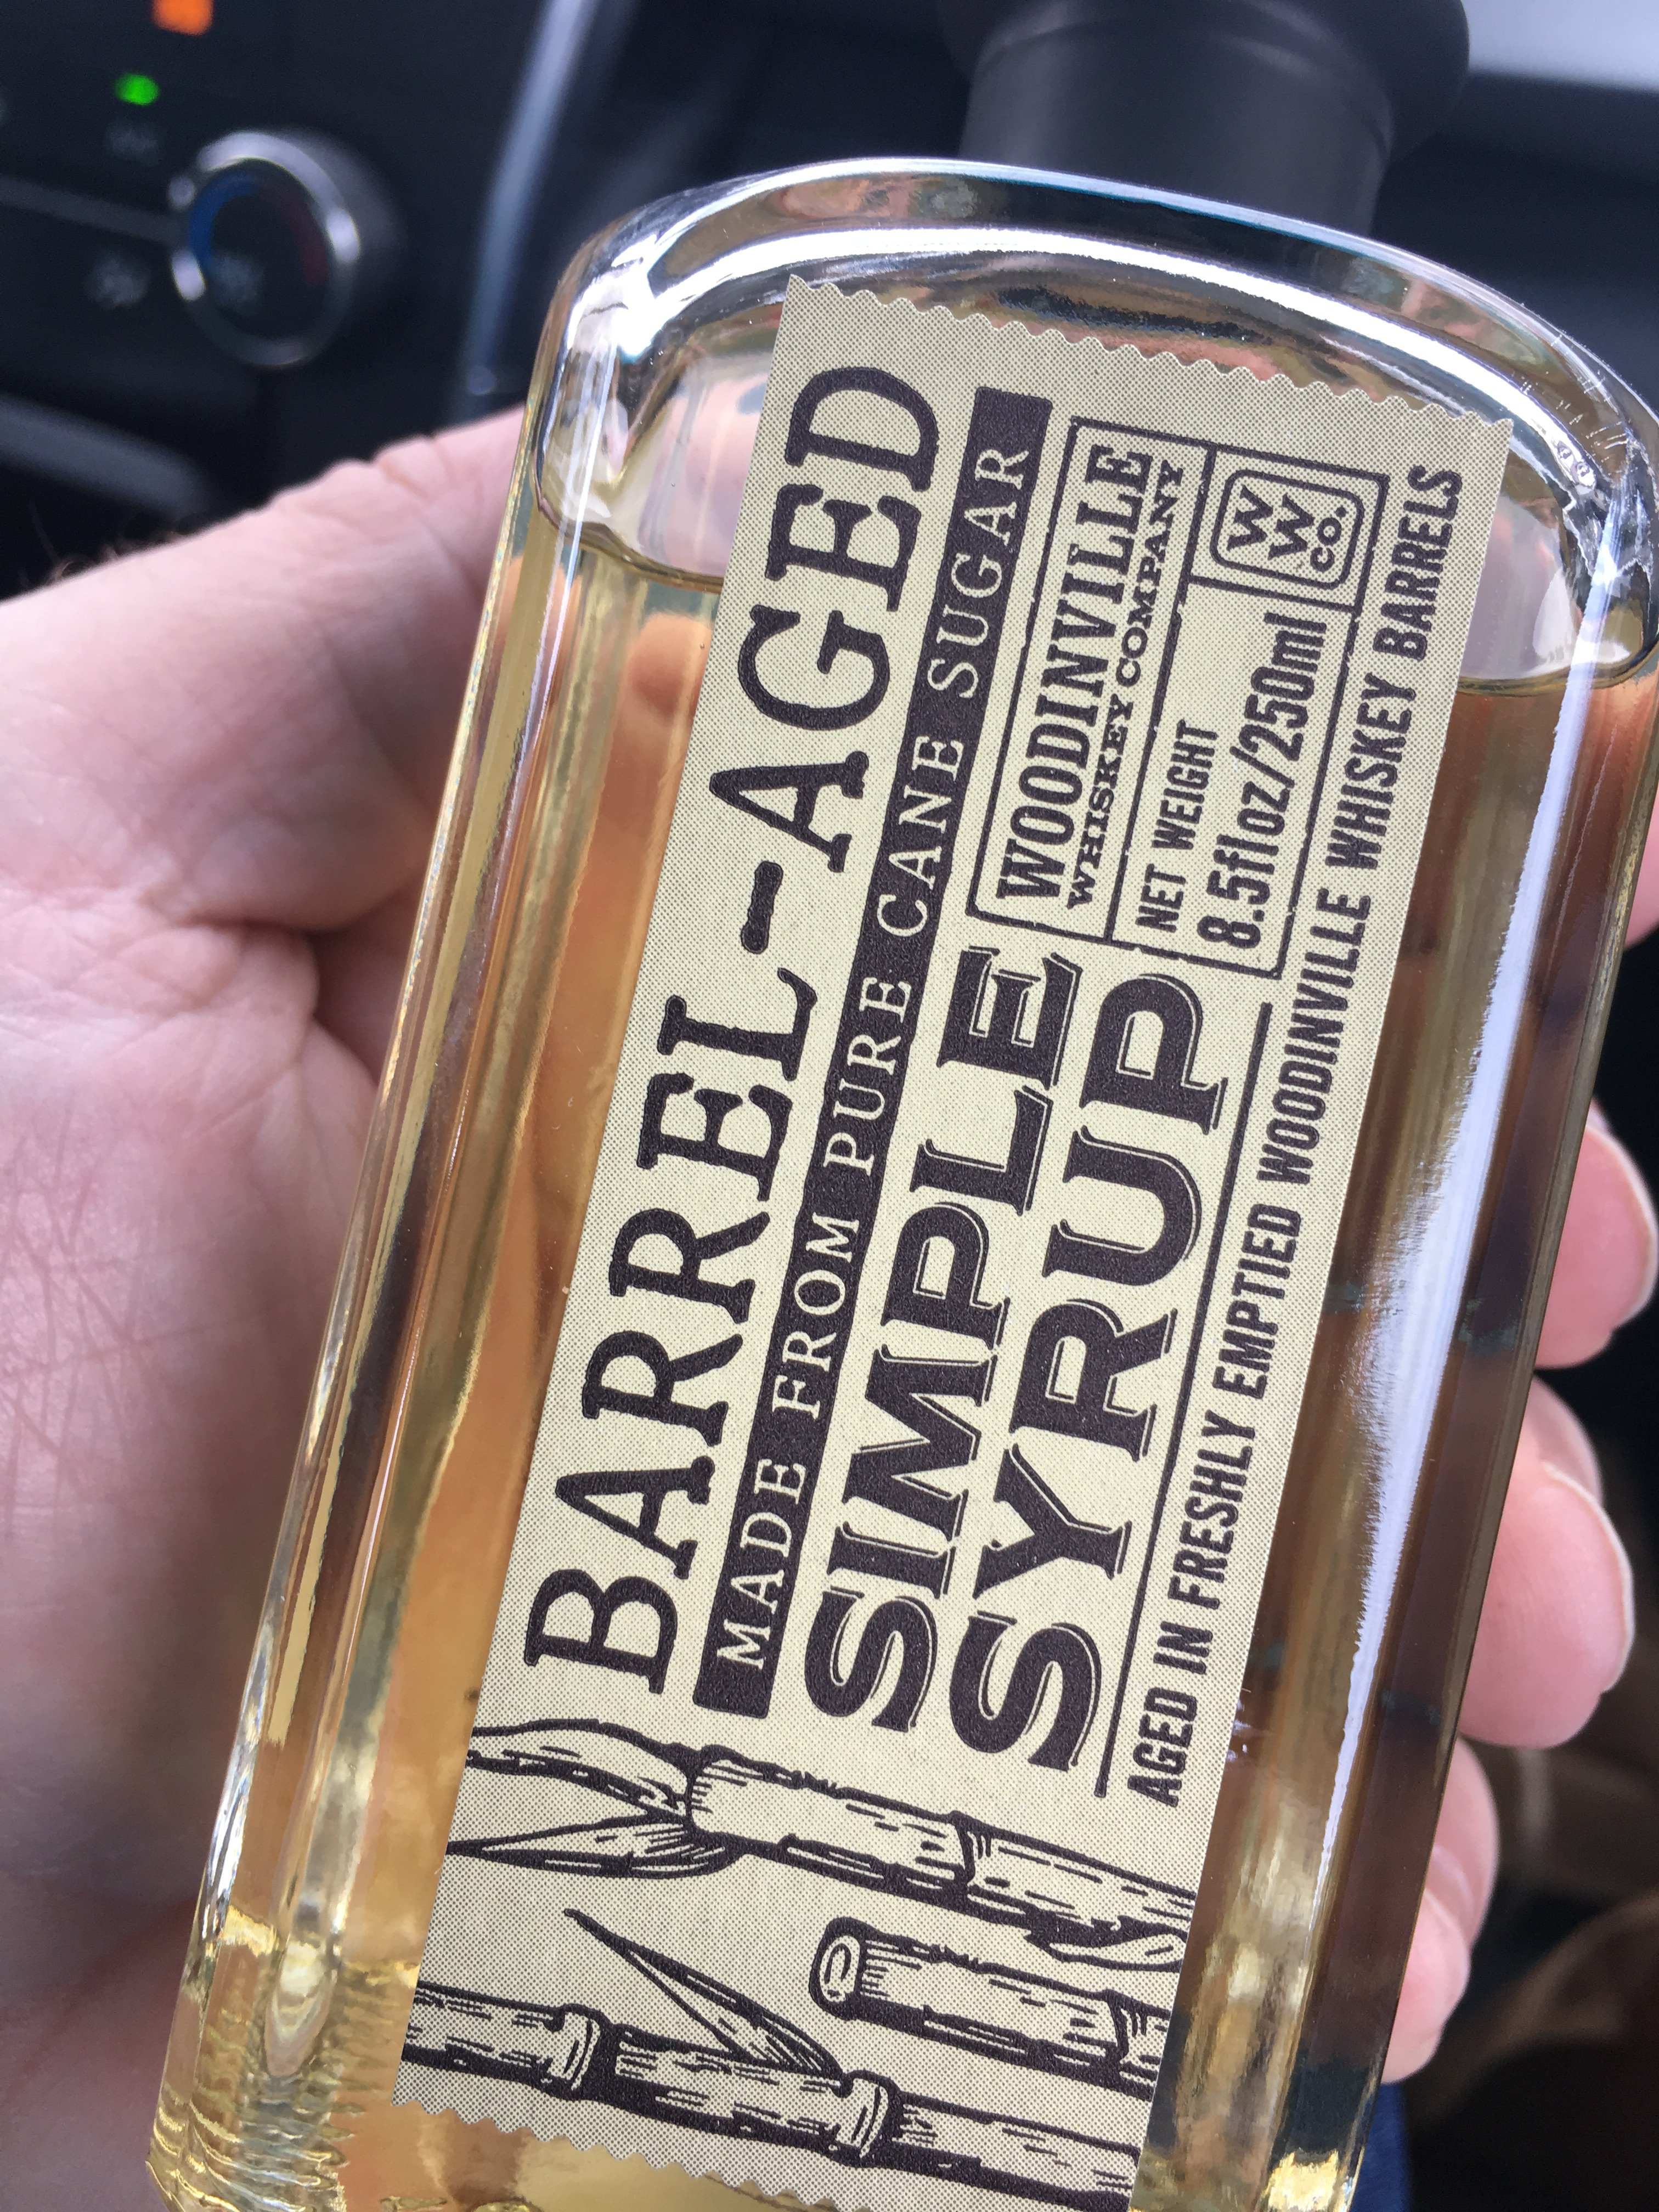 BARREL-AGED
MADE FROM PURE CANE SUGAR
SIMPLE
SYRUP
WOODINVILLE
WHISKEY COMPANY
NET WEIGHT
8.5fl oz/250ml
WW
CO.
AGED IN FRESHLY EMPTIED WOODINVILLE WHISKEY BARRELS